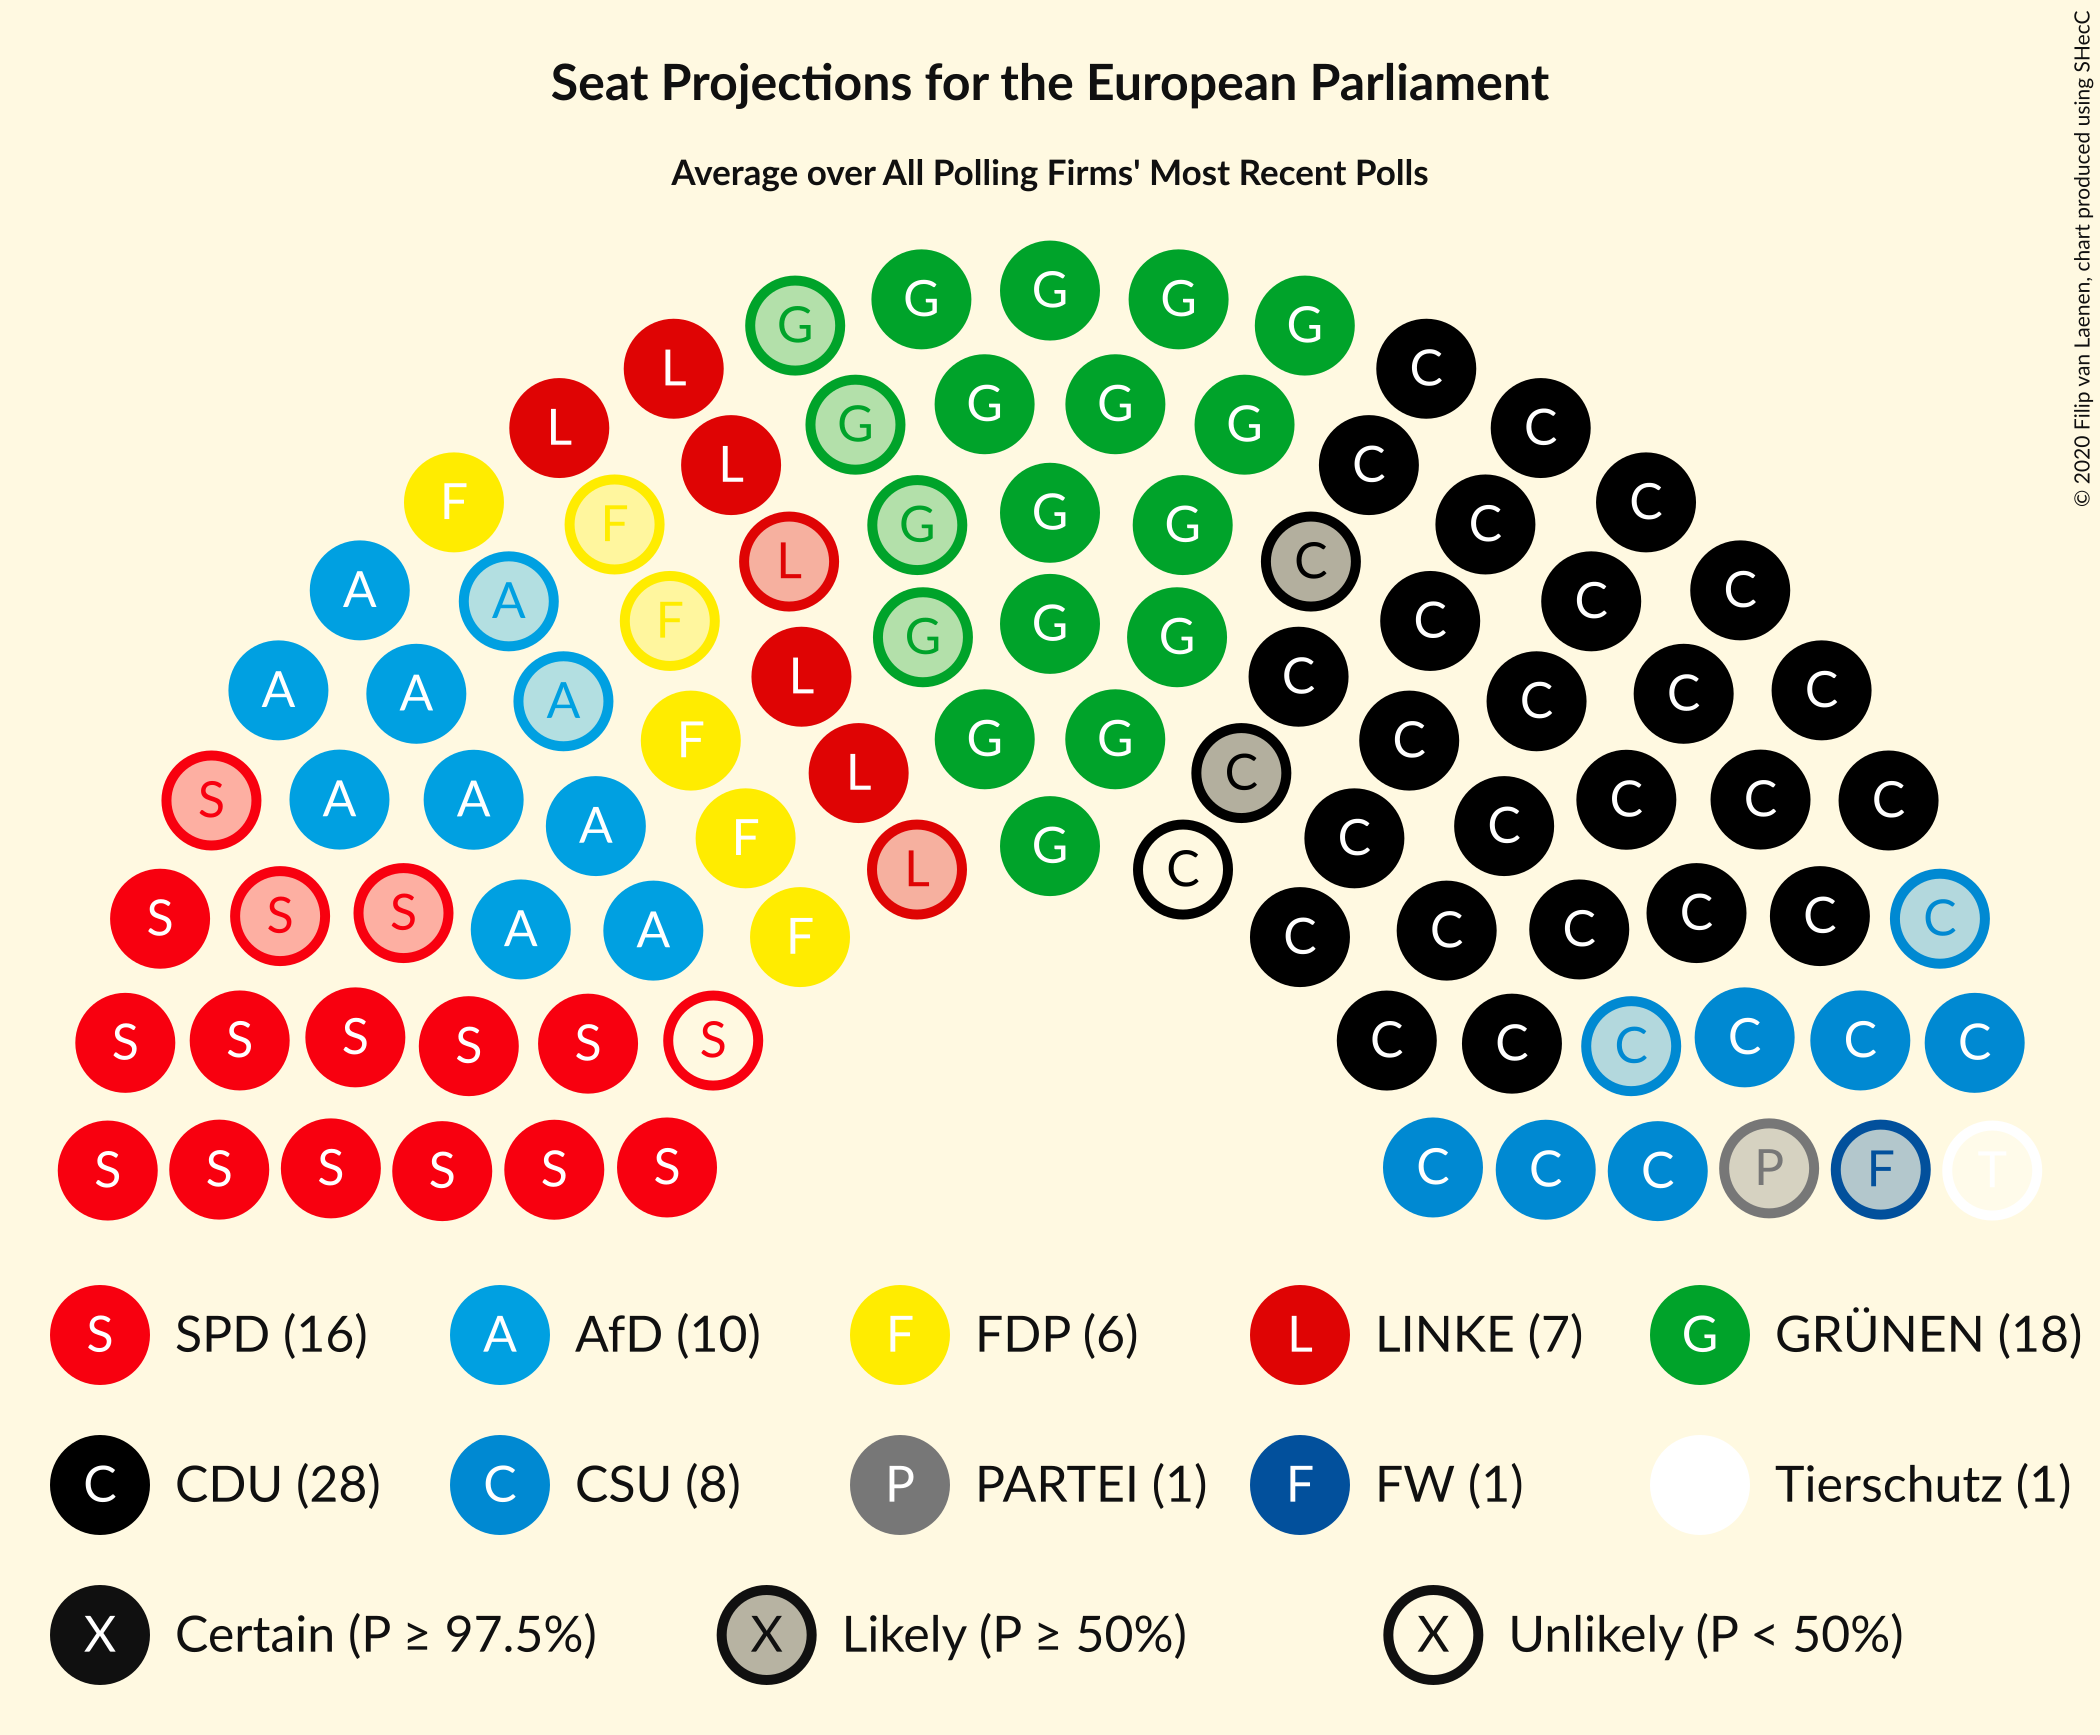 Seat Projections for the European Parliament
Average over All Polling Firms' Most Recent Polls
© 2020 Filip van Laenen, chart produced using SHecC
G G G G G
L C
G G G G
L C
L C
L C
F G G G C
F C
L C
A G G G C
A F C
F L C C
A G G C
A A F C C
L C
S A A F C C C
A C
F G C
S L C C
S S A A F C C C C C C
S S S S S S C C C C C C
S S S S S S C C C P F T
S SPD (16) A AfD (10) F FDP (6) L LINKE (7) G GRÜNEN (18)
C CDU (28) C CSU (8) P PARTEI (1) F FW (1) Tierschutz (1)
X Certain (P ≥ 97.5%) X Likely (P ≥ 50%) X Unlikely (P < 50%)